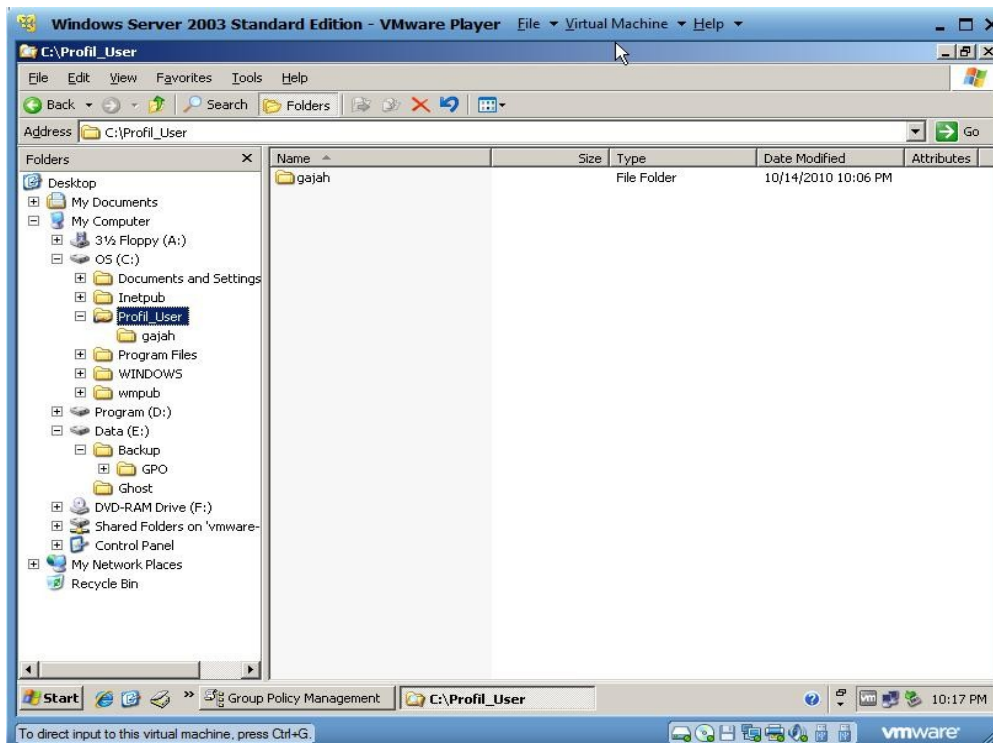 Windows Server 2003 Standard Edition - VMware Player File Virtual Machine Help
C:\Profil_User
File Edit View Favorites Tools Help
Back Search Folders
Address C:\Profil_User Go
Folders
Desktop
My Documents
My Computer
3½ Floppy (A:)
OS (C:)
Documents and Settings
Inetpub
Profil_User
gajah
Program Files
WINDOWS
wmpub
Program (D:)
Data (E:)
Backup
GPO
Ghost
DVD-RAM Drive (F:)
Shared Folders on 'vmware-
Control Panel
My Network Places
Recycle Bin
Name Size Type Date Modified Attributes
gajah File Folder 10/14/2010 10:06 PM
Start » Group Policy Management C:\Profil_User vm 10:17 PM
To direct input to this virtual machine, press Ctrl+G. vmware